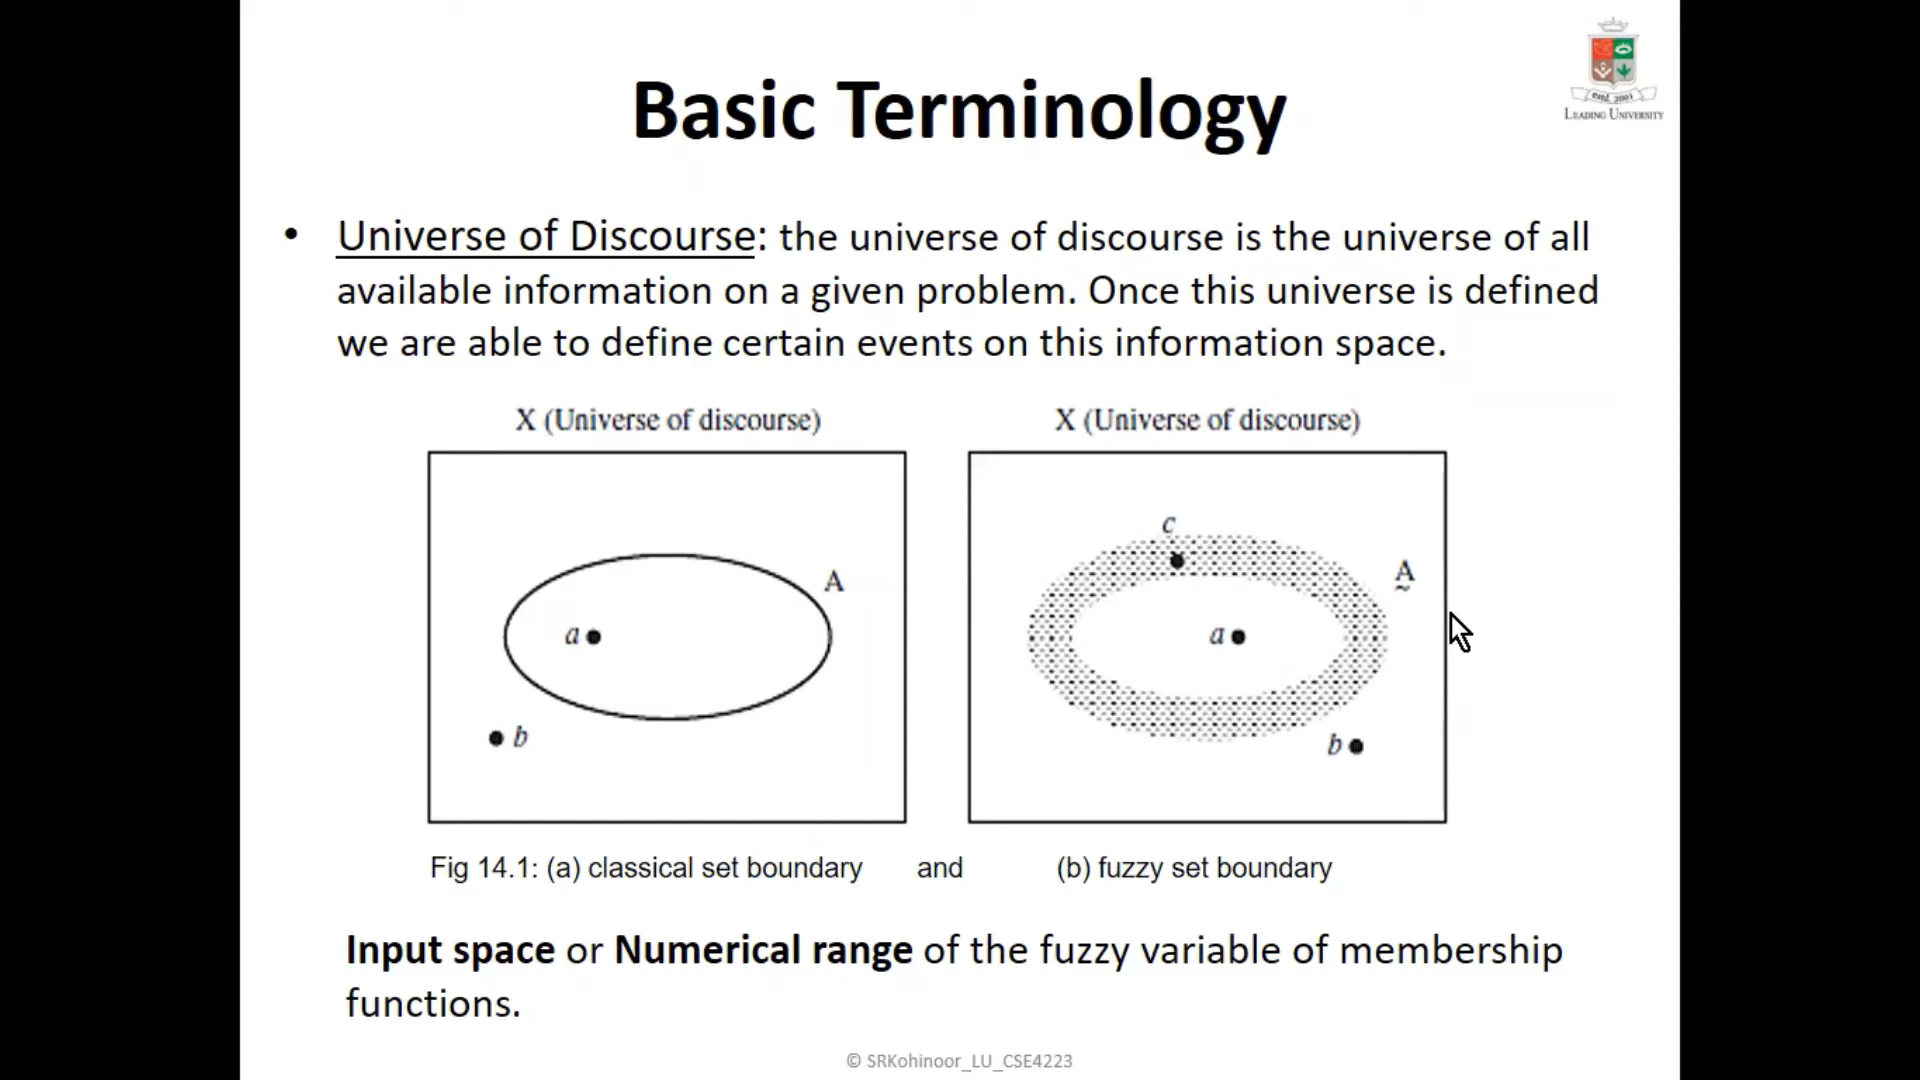 Basic Terminology
estd. 2001
LEADING UNIVERSITY
• Universe of Discourse: the universe of discourse is the universe of all
available information on a given problem. Once this universe is defined
we are able to define certain events on this information space.
X (Universe of discourse)
A
a
b
X (Universe of discourse)
c
A
a
b
Fig 14.1: (a) classical set boundary and (b) fuzzy set boundary
Input space or Numerical range of the fuzzy variable of membership
functions.
© SRKohinoor_LU_CSE4223